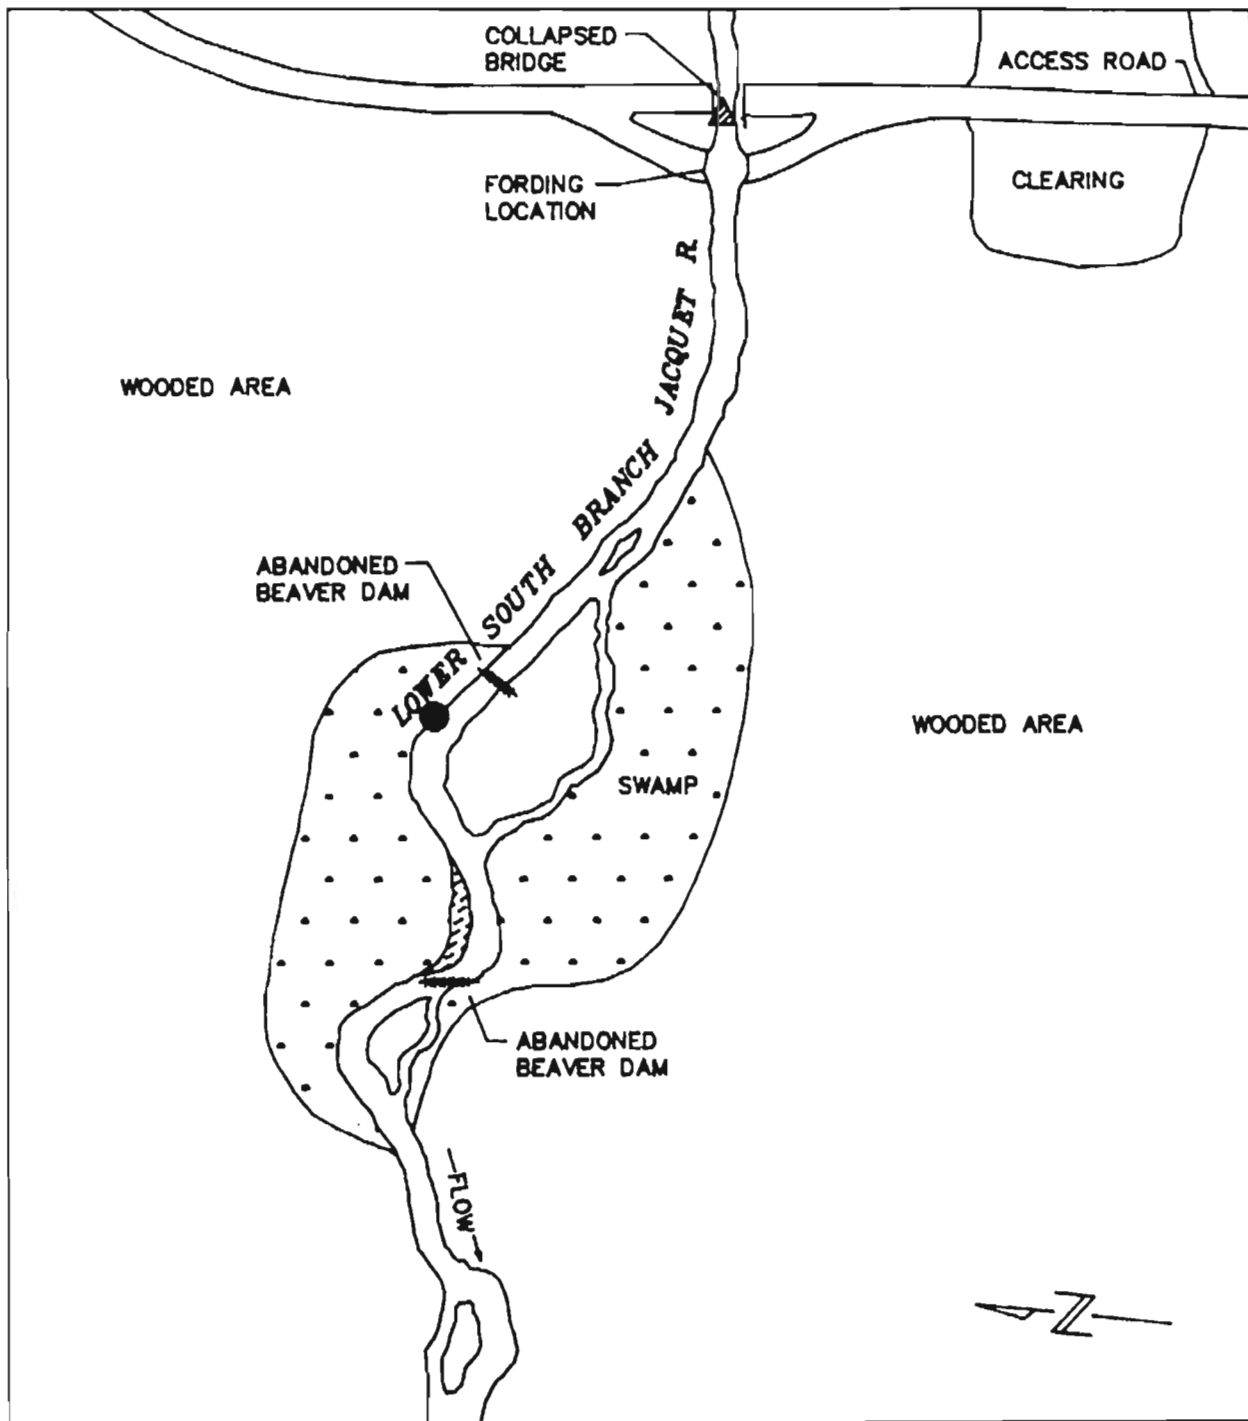 COLLAPSED
BRIDGE
ACCESS ROAD
FORDING
LOCATION
CLEARING
WOODED AREA
LOWER SOUTH BRANCH JACQUET R.
ABANDONED
BEAVER DAM
WOODED AREA
SWAMP
ABANDONED
BEAVER DAM
FLOW
N